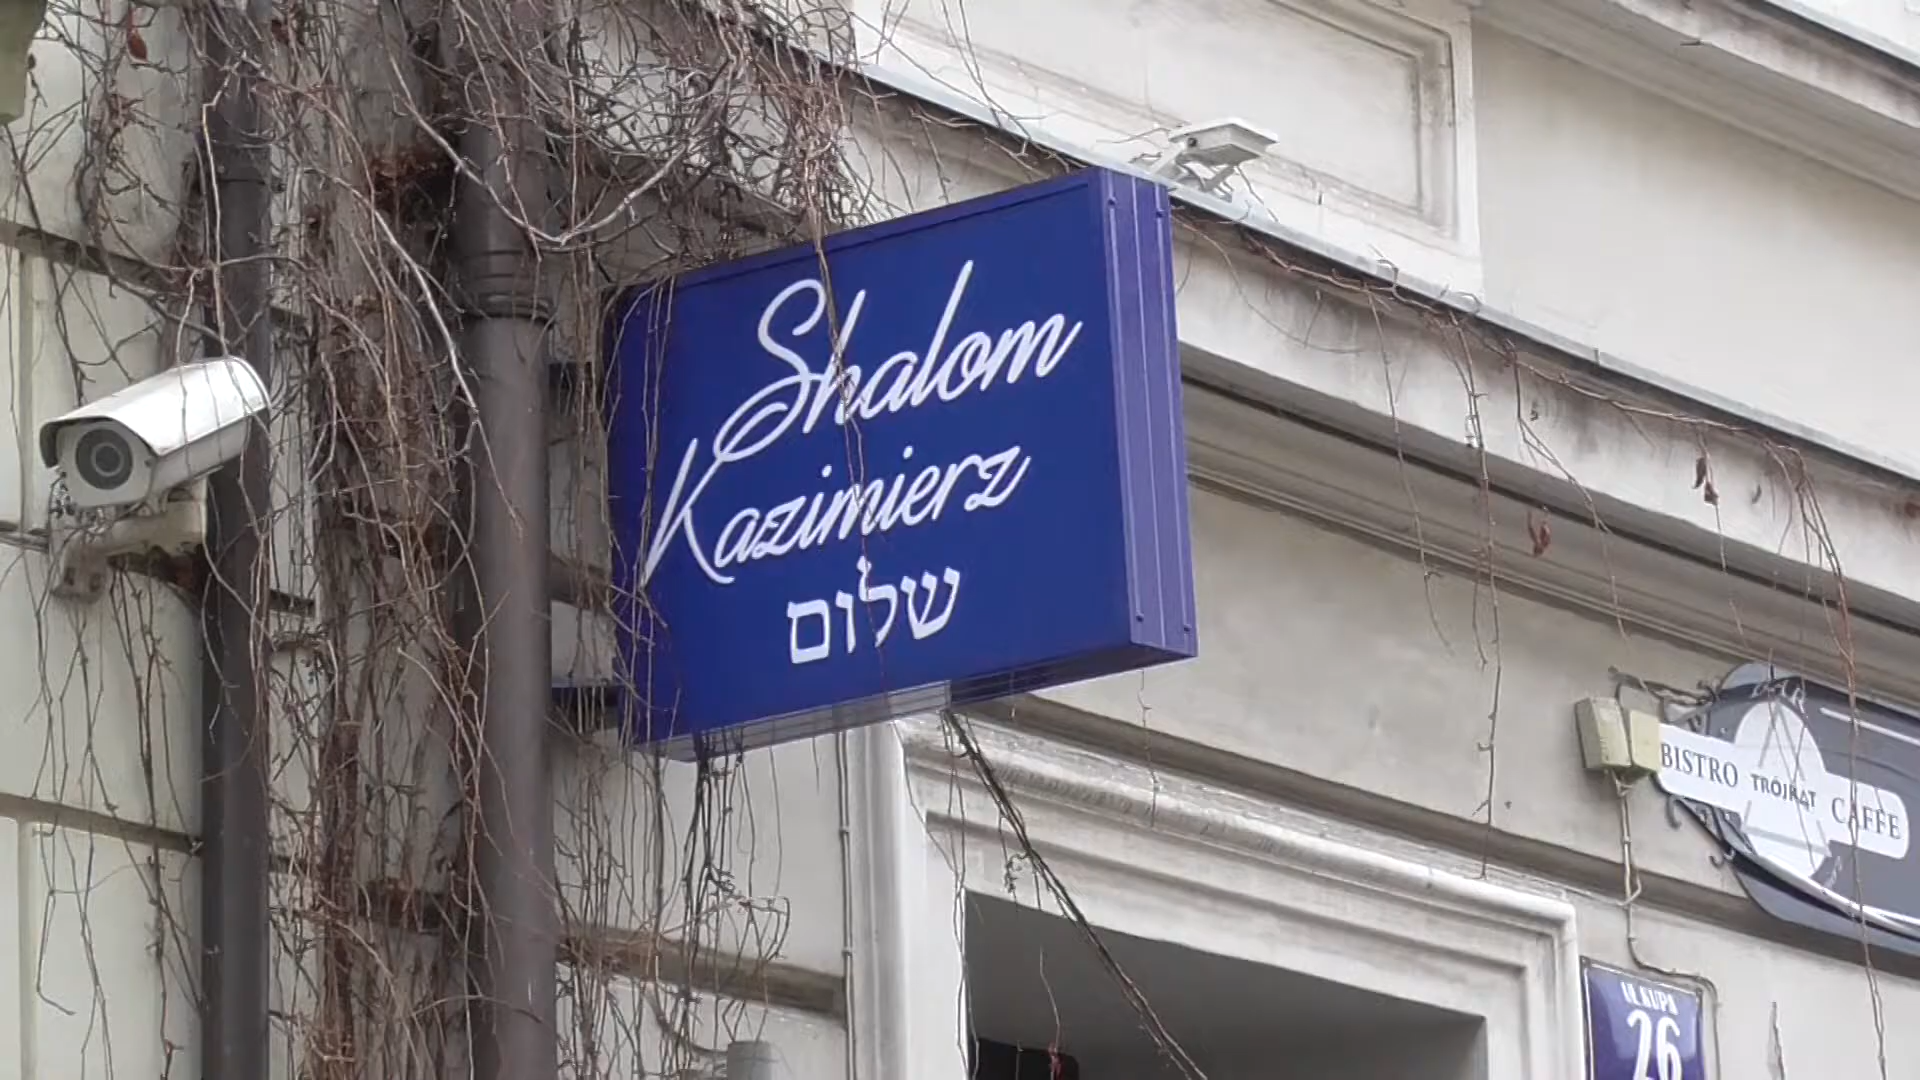 Shalom
Kazimierz
שלום
BISTRO TRÓJKĄT CAFFE
UL. KUPA
26